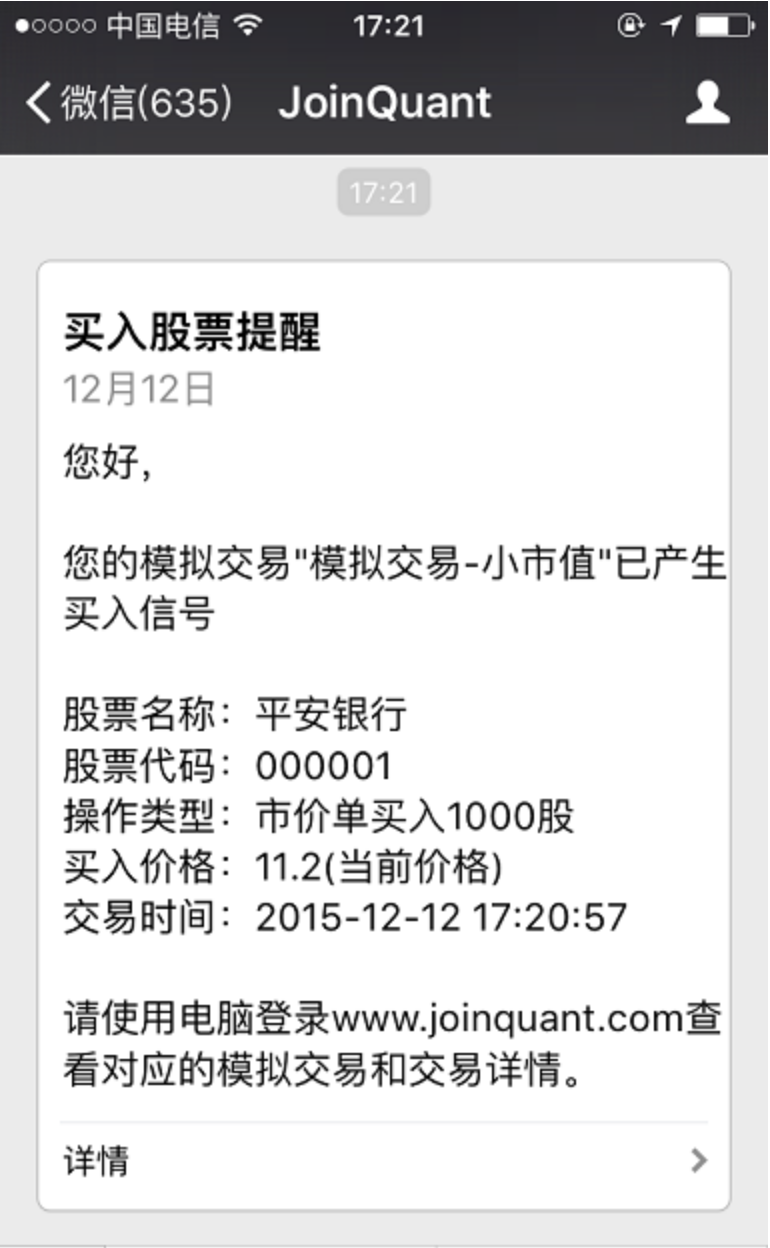 中国电信 17:21
微信(635) JoinQuant
17:21
买入股票提醒
12月12日
您好,
您的模拟交易"模拟交易-小市值"已产生
买入信号
股票名称：平安银行
股票代码：000001
操作类型：市价单买入1000股
买入价格：11.2(当前价格)
交易时间：2015-12-12 17:20:57
请使用电脑登录www.joinquant.com查
看对应的模拟交易和交易详情。
详情